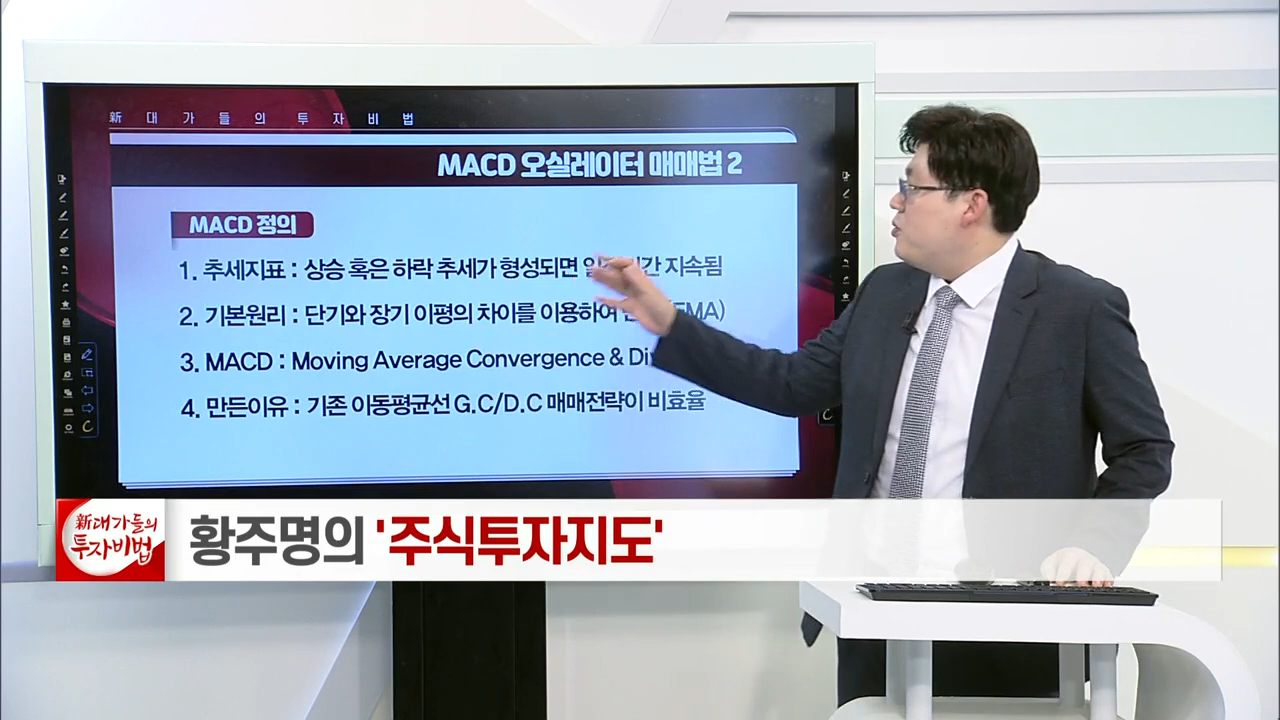 新 대 가 들 의 투 자 비 법
MACD 오실레이터 매매법 2
MACD 정의
1. 추세지표 : 상승 혹은 하락 추세가 형성되면 지속됨
2. 기본원리 : 단기와 장기 이평의 차이를 이용하여
3. MACD : Moving Average Convergence &
4. 만든이유 : 기존 이동평균선 G.C/D.C 매매전략이 비효율
新대가들의
투자비법
황주명의 '주식투자지도'